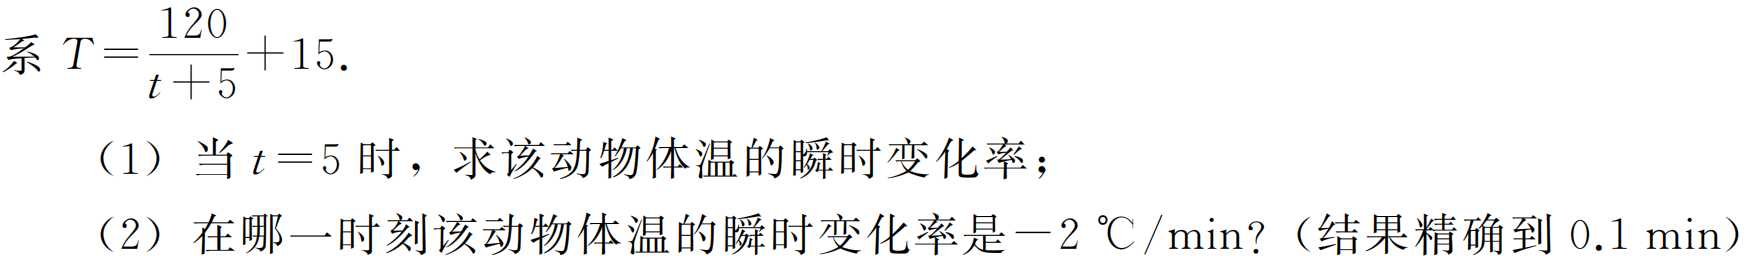 系 T=120/(t+5)+15.
(1) 当 t=5 时，求该动物体温的瞬时变化率；
(2) 在哪一时刻该动物体温的瞬时变化率是-2 ℃/min?（结果精确到 0.1 min）